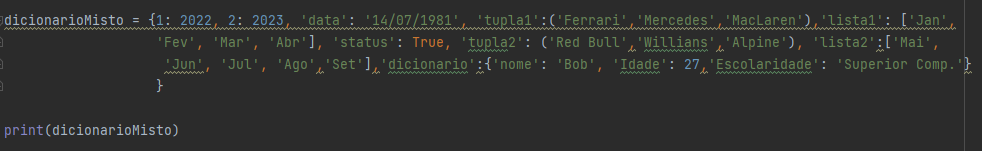 dicionarioMisto = {1: 2022, 2: 2023, 'data': '14/07/1981', 'tupla1':('Ferrari','Mercedes','MacLaren'),'lista1': ['Jan',
'Fev', 'Mar', 'Abr'], 'status': True, 'tupla2': ('Red Bull','Willians','Alpine'), 'lista2':['Mai',
'Jun', 'Jul', 'Ago','Set'],'dicionario':{'nome': 'Bob', 'Idade': 27,'Escolaridade': 'Superior Comp.'}
}
print(dicionarioMisto)